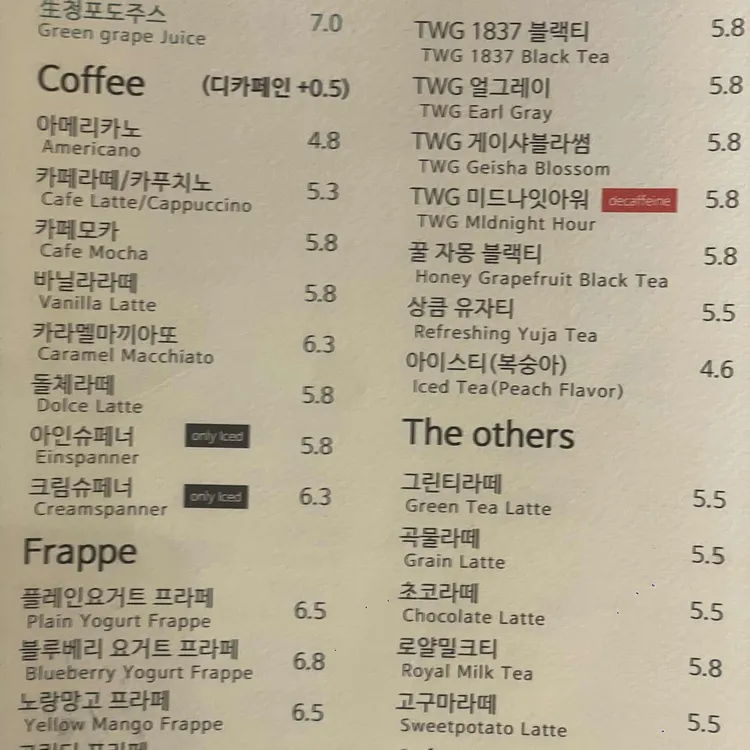 生청포도주스 7.0
Green grape Juice
Coffee (디카페인 +0.5)
아메리카노 4.8
Americano
카페라떼/카푸치노 5.3
Cafe Latte/Cappuccino
카페모카 5.8
Cafe Mocha
바닐라라떼 5.8
Vanilla Latte
카라멜마끼아또 6.3
Caramel Macchiato
돌체라떼 5.8
Dolce Latte
아인슈페너 only Iced 5.8
Einspanner
크림슈페너 only Iced 6.3
Creamspanner
Frappe
플레인요거트 프라페 6.5
Plain Yogurt Frappe
블루베리 요거트 프라페 6.8
Blueberry Yogurt Frappe
노랑망고 프라페 6.5
Yellow Mango Frappe
TWG 1837 블랙티 5.8
TWG 1837 Black Tea
TWG 얼그레이 5.8
TWG Earl Gray
TWG 게이샤블라썸 5.8
TWG Geisha Blossom
TWG 미드나잇아워 decaffeine 5.8
TWG MIdnight Hour
꿀 자몽 블랙티 5.8
Honey Grapefruit Black Tea
상큼 유자티 5.5
Refreshing Yuja Tea
아이스티(복숭아) 4.6
Iced Tea(Peach Flavor)
The others
그린티라떼 5.5
Green Tea Latte
곡물라떼 5.5
Grain Latte
초코라떼 5.5
Chocolate Latte
로얄밀크티 5.8
Royal Milk Tea
고구마라떼 5.5
Sweetpotato Latte